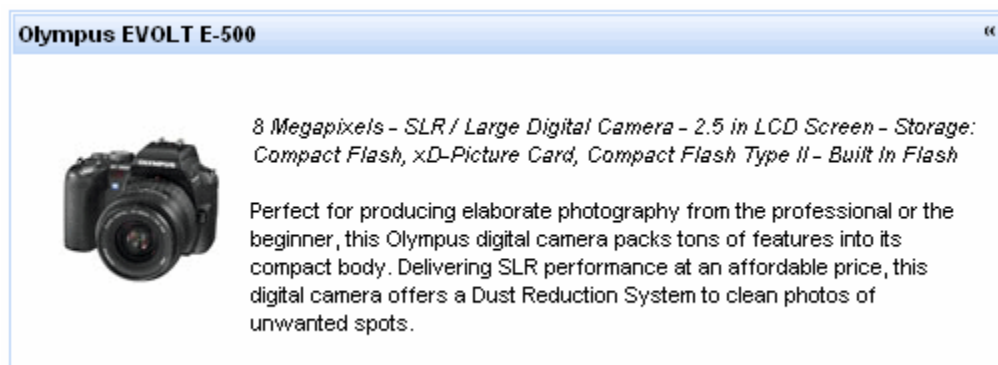 Olympus EVOLT E-500 «
8 Megapixels - SLR / Large Digital Camera - 2.5 in LCD Screen - Storage:
Compact Flash, xD-Picture Card, Compact Flash Type II - Built In Flash
OLYMPUS
Perfect for producing elaborate photography from the professional or the
beginner, this Olympus digital camera packs tons of features into its
compact body. Delivering SLR performance at an affordable price, this
digital camera offers a Dust Reduction System to clean photos of
unwanted spots.